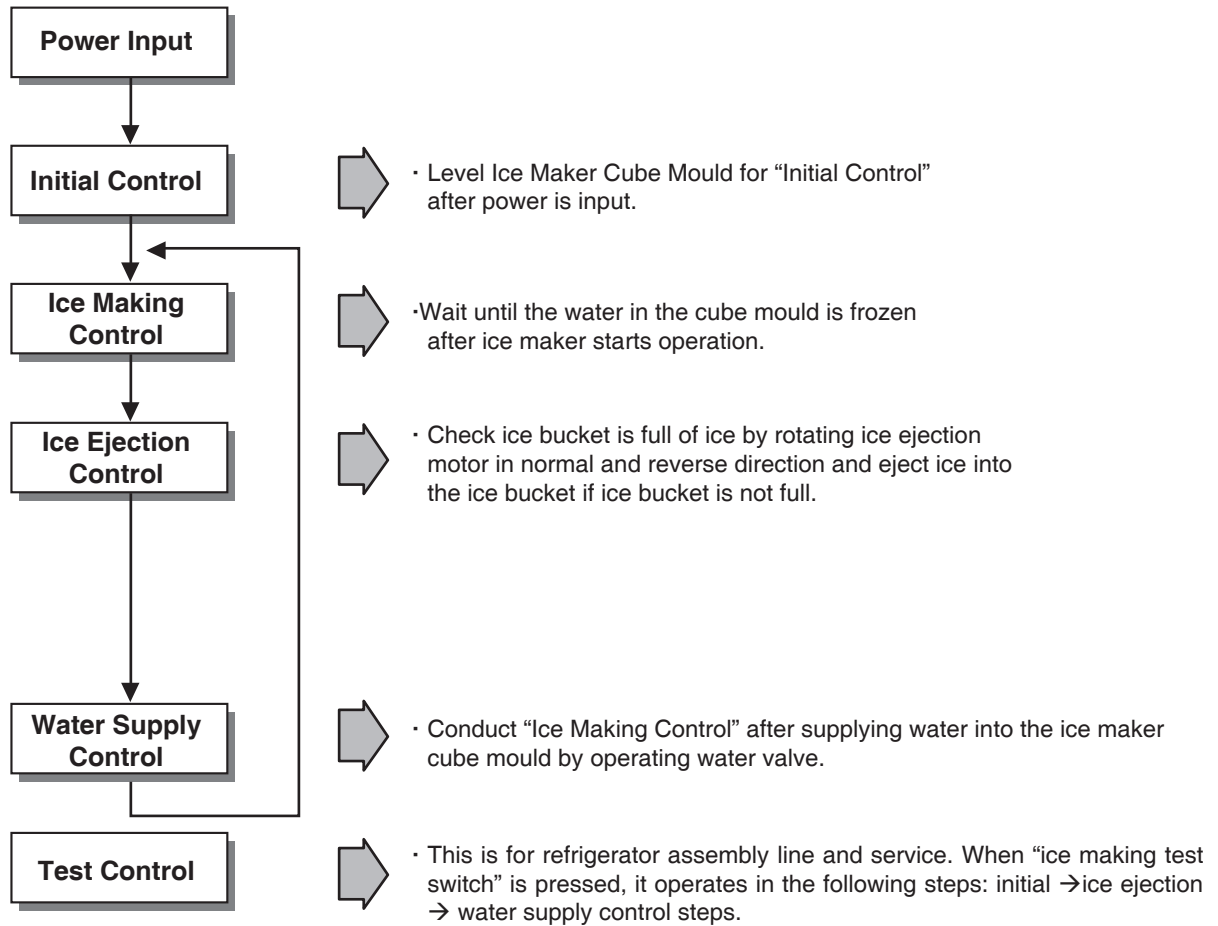 Power Input
Initial Control
· Level Ice Maker Cube Mould for “Initial Control”
after power is input.
Ice Making
Control
·Wait until the water in the cube mould is frozen
after ice maker starts operation.
Ice Ejection
Control
· Check ice bucket is full of ice by rotating ice ejection
motor in normal and reverse direction and eject ice into
the ice bucket if ice bucket is not full.
Water Supply
Control
· Conduct “Ice Making Control” after supplying water into the ice maker
cube mould by operating water valve.
Test Control
· This is for refrigerator assembly line and service. When “ice making test
switch” is pressed, it operates in the following steps: initial →ice ejection
→ water supply control steps.